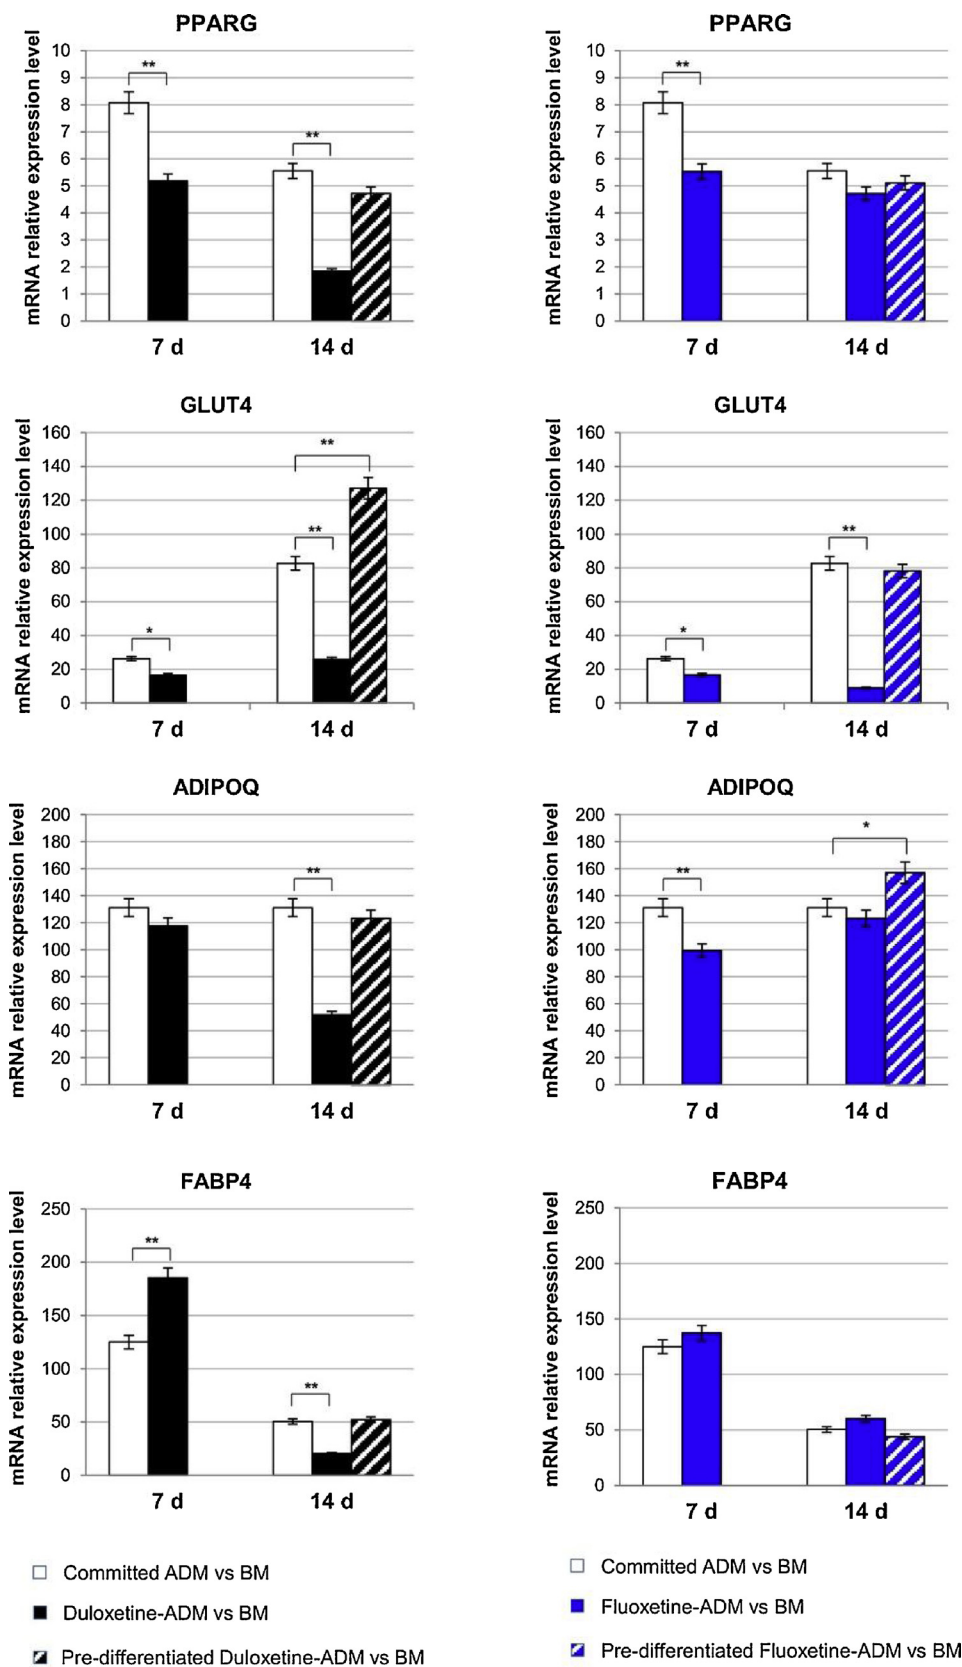 PPARG
mRNA relative expression level
10
9
8
7
6
5
4
3
2
1
0
**
**
7 d
14 d
PPARG
mRNA relative expression level
10
9
8
7
6
5
4
3
2
1
0
**
7 d
14 d
GLUT4
mRNA relative expression level
160
140
120
100
80
60
40
20
0
*
**
**
7 d
14 d
GLUT4
mRNA relative expression level
160
140
120
100
80
60
40
20
0
*
**
7 d
14 d
ADIPOQ
mRNA relative expression level
200
180
160
140
120
100
80
60
40
20
0
**
7 d
14 d
ADIPOQ
mRNA relative expression level
200
180
160
140
120
100
80
60
40
20
0
**
*
7 d
14 d
FABP4
mRNA relative expression level
250
200
150
100
50
0
**
**
7 d
14 d
FABP4
mRNA relative expression level
250
200
150
100
50
0
7 d
14 d
Committed ADM vs BM
Duloxetine-ADM vs BM
Pre-differentiated Duloxetine-ADM vs BM
Committed ADM vs BM
Fluoxetine-ADM vs BM
Pre-differentiated Fluoxetine-ADM vs BM